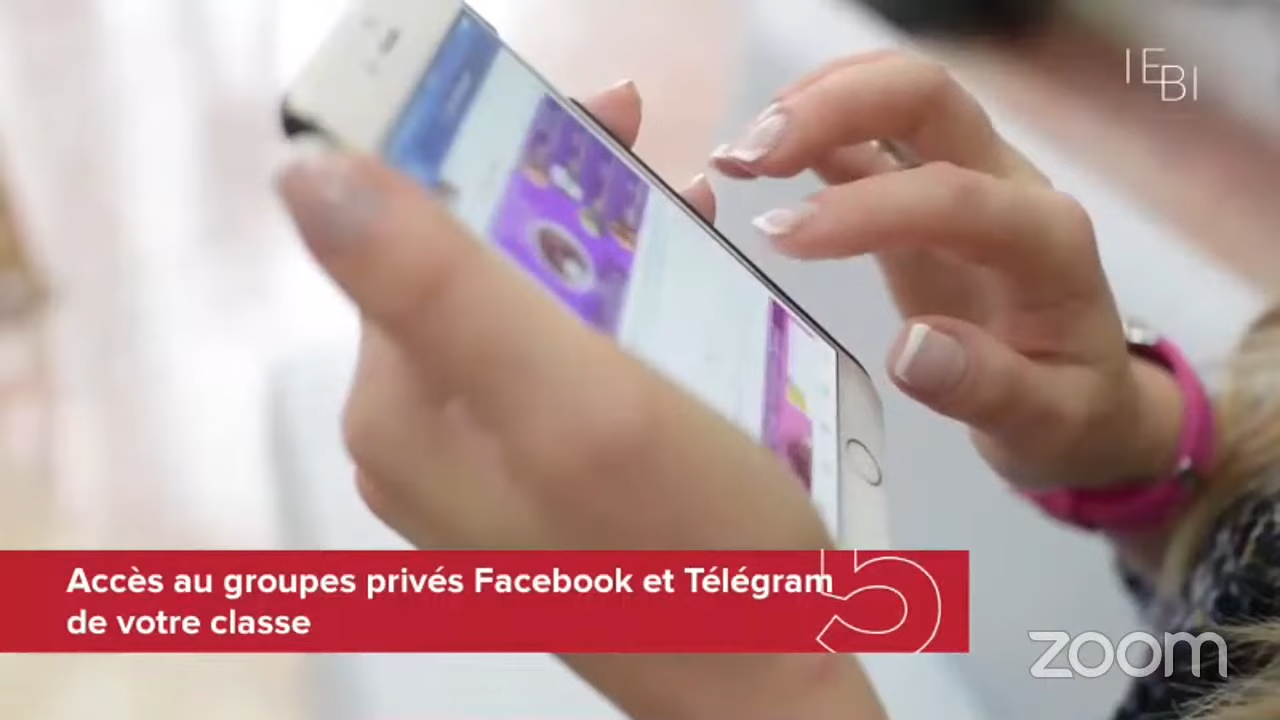 IEBI
Accès au groupes privés Facebook et Télégram
de votre classe
5
zoom